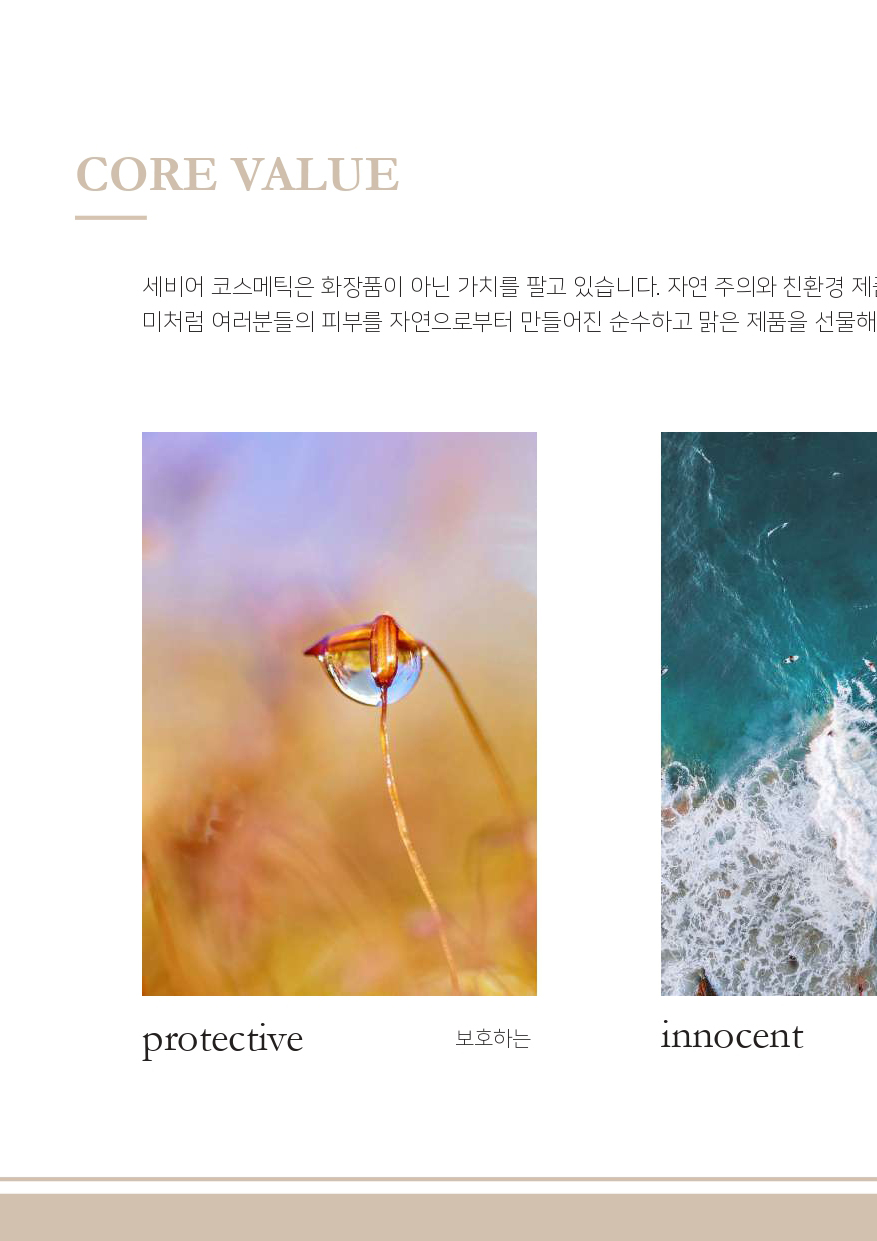 CORE VALUE
세비어 코스메틱은 화장품이 아닌 가치를 팔고 있습니다. 자연 주의와 친환경
미처럼 여러분들의 피부를 자연으로부터 만들어진 순수하고 맑은 제품을 선물해
protective
보호하는
innocent